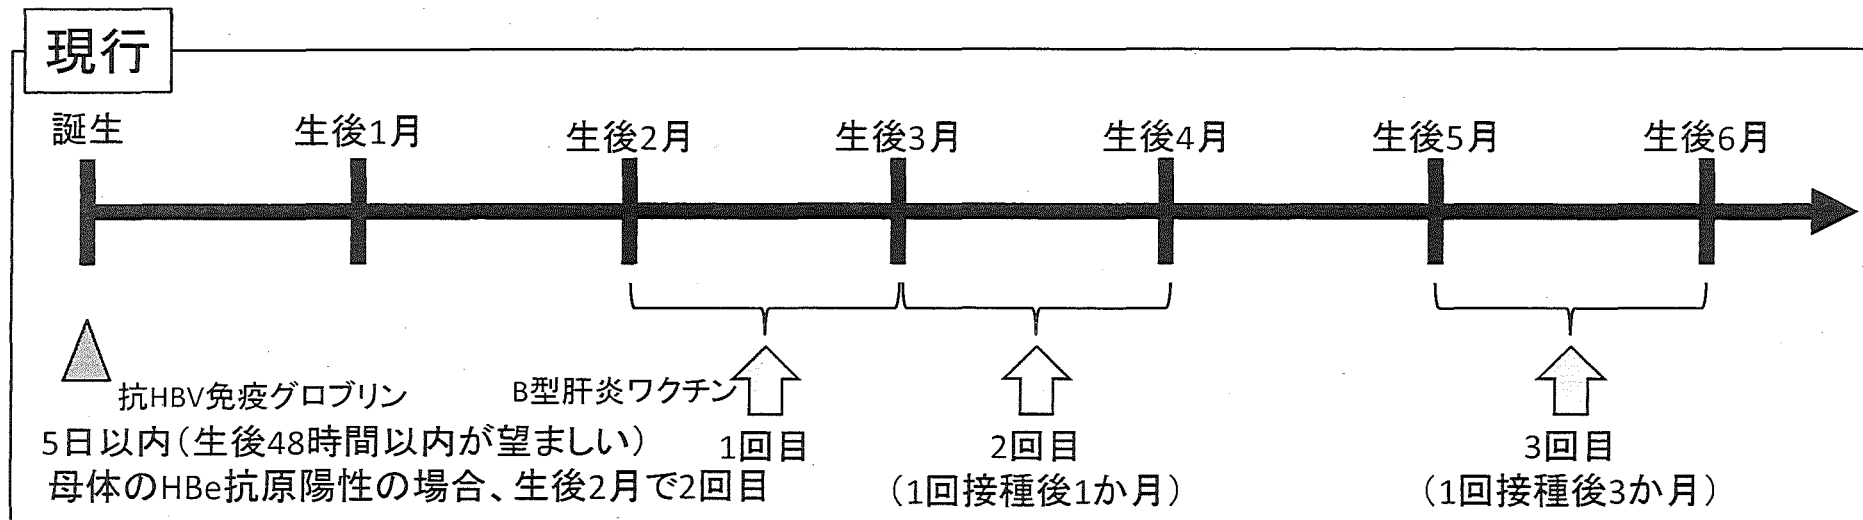 現行
誕生
生後1月
生後2月
生後3月
生後4月
生後5月
生後6月
抗HBV免疫グロブリン
B型肝炎ワクチン
5日以内（生後48時間以内が望ましい）
母体のHBe抗原陽性の場合、生後2月で2回目
1回目
2回目
（1回接種後1か月）
3回目
（1回接種後3か月）